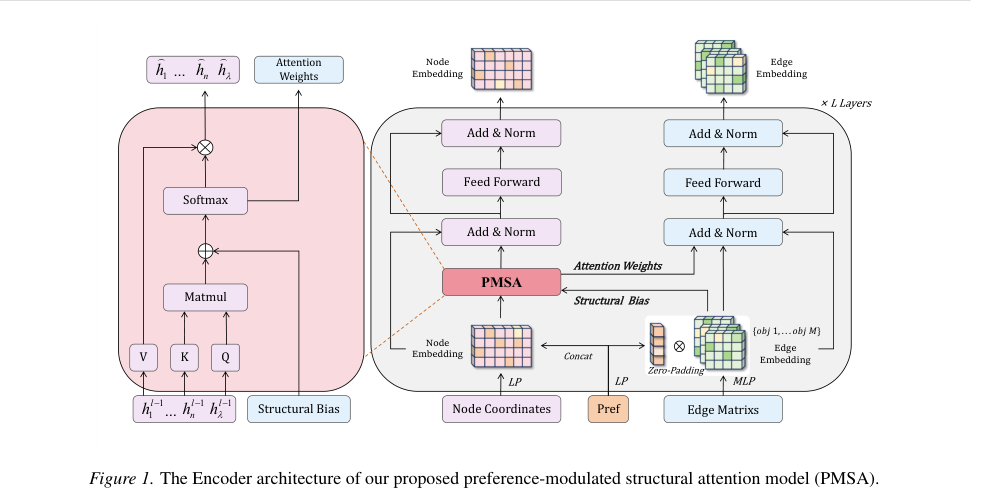 ĥ₁ … ĥₙ ĥ_λ
Attention
Weights
Softmax
Matmul
V
K
Q
h₁ˡ⁻¹ … hₙˡ⁻¹ h_λˡ⁻¹
Structural Bias
Node
Embedding
Edge
Embedding
× L Layers
Add & Norm
Add & Norm
Feed Forward
Feed Forward
Add & Norm
Add & Norm
Attention Weights
PMSA
Structural Bias
Node
Embedding
Concat
Zero-Padding
{obj 1,…obj M}
Edge
Embedding
LP
LP
MLP
Node Coordinates
Pref
Edge Matrixs
Figure 1. The Encoder architecture of our proposed preference-modulated structural attention model (PMSA).